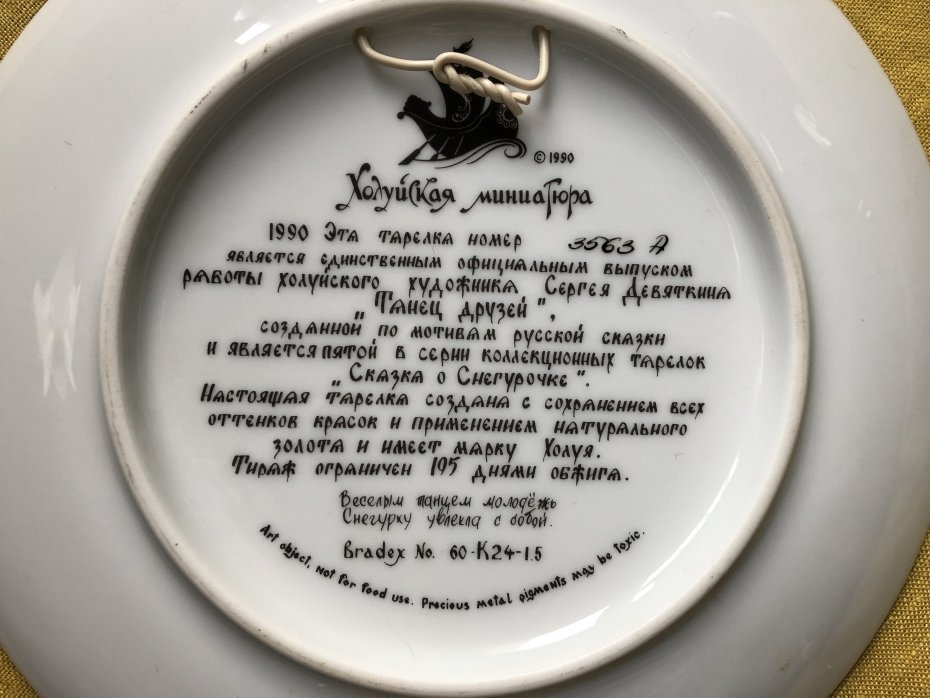 © 1990
Холуйская миниатюра
1990 Эта тарелка номер 3563 А
является единственным официальным выпуском
работы холуйского художника Сергея Девяткина
„Танец друзей",
созданной по мотивам русской сказки
и является пятой в серии коллекционных тарелок
„Сказка о Снегурочке".
Настоящая тарелка создана с сохранением всех
оттенков красок и применением натурального
золота и имеет марку Холуя.
Тираж ограничен 195 днями обжига.
Веселым танцем молодёжь
Снегурку увлекла с собой.
Bradex No. 60-K24-1.5
Art object, not for food use. Precious metal pigments may be toxic.